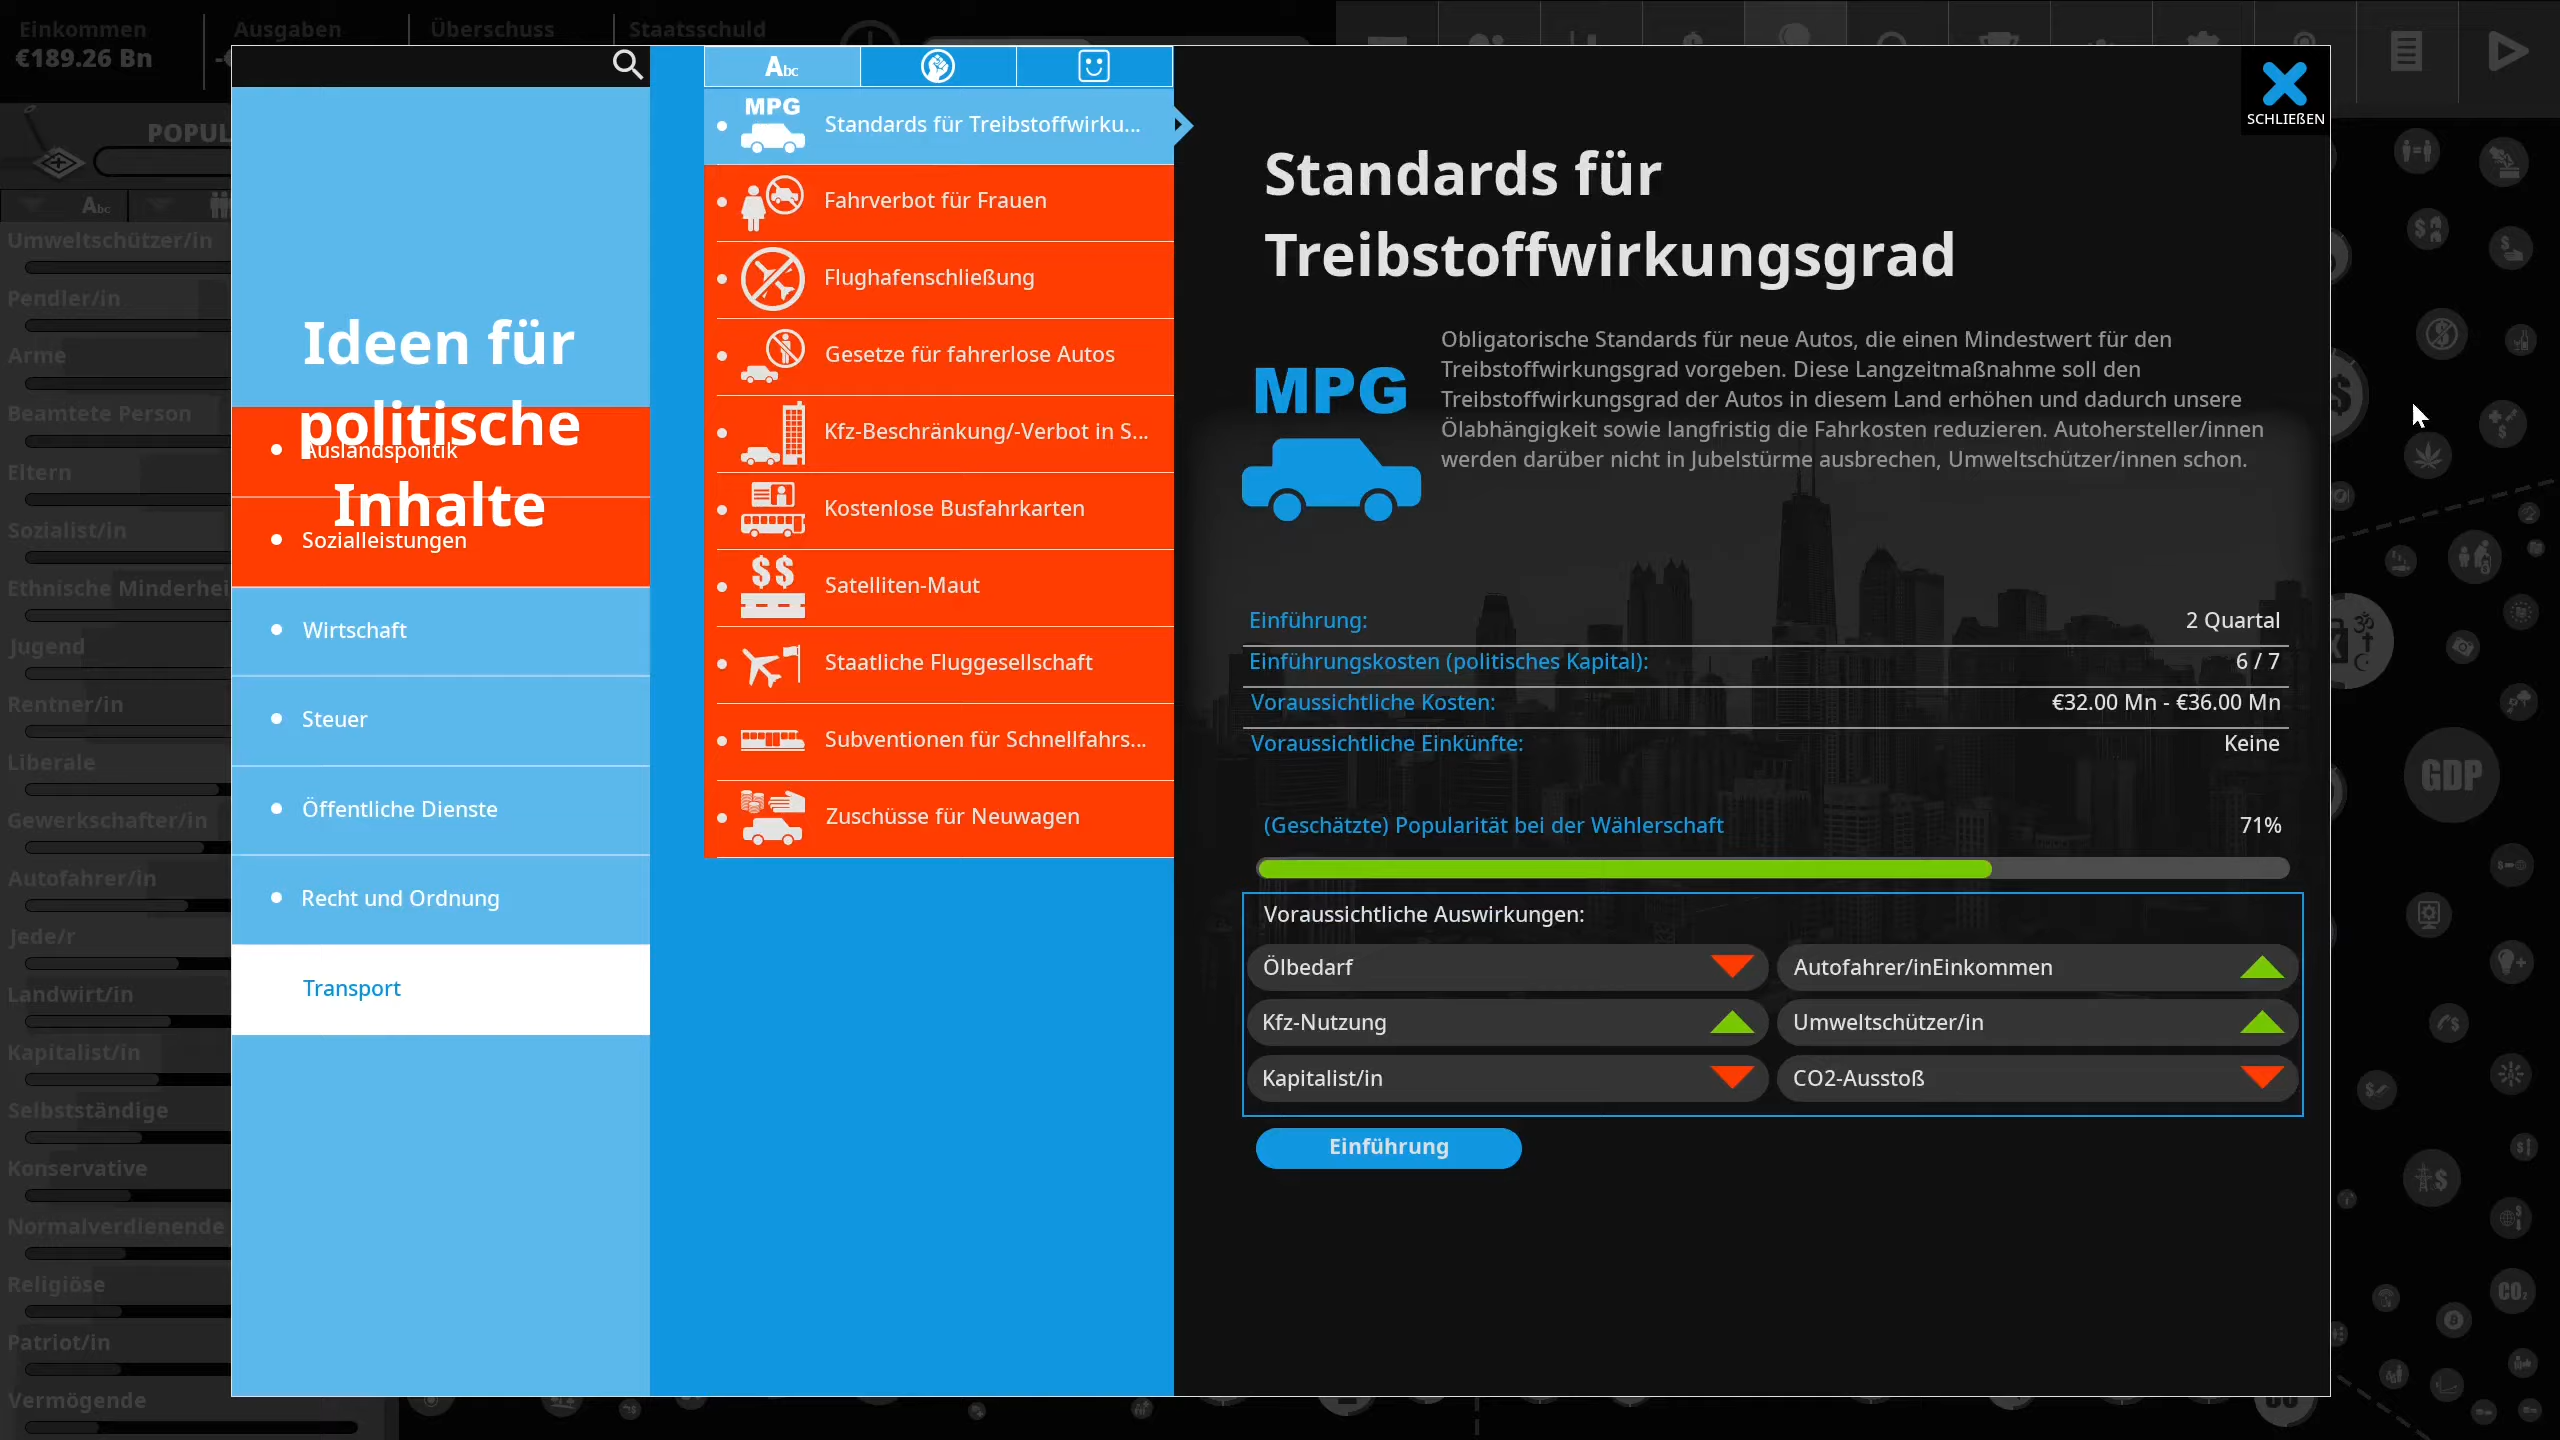 Einkommen
€189.26 Bn
Ausgaben
Überschuss
Staatsschuld
POPUL
Abc
Umweltschützer/in
Pendler/in
Arme
Beamtete Person
Eltern
Sozialist/in
Ethnische Minderhei
Jugend
Rentner/in
Liberale
Gewerkschafter/in
Autofahrer/in
Jede/r
Landwirt/in
Kapitalist/in
Selbstständige
Konservative
Normalverdienende
Religiöse
Patriot/in
Vermögende
Ideen für
politische
Inhalte
Auslandspolitik
Sozialleistungen
Wirtschaft
Steuer
Öffentliche Dienste
Recht und Ordnung
Transport
Abc
MPG
Standards für Treibstoffwirku...
Fahrverbot für Frauen
Flughafenschließung
Gesetze für fahrerlose Autos
Kfz-Beschränkung/-Verbot in S...
Kostenlose Busfahrkarten
$$
Satelliten-Maut
Staatliche Fluggesellschaft
Subventionen für Schnellfahrs...
Zuschüsse für Neuwagen
SCHLIEßEN
Standards für
Treibstoffwirkungsgrad
MPG
Obligatorische Standards für neue Autos, die einen Mindestwert für den
Treibstoffwirkungsgrad vorgeben. Diese Langzeitmaßnahme soll den
Treibstoffwirkungsgrad der Autos in diesem Land erhöhen und dadurch unsere
Ölabhängigkeit sowie langfristig die Fahrkosten reduzieren. Autohersteller/innen
werden darüber nicht in Jubelstürme ausbrechen, Umweltschützer/innen schon.
Einführung: 2 Quartal
Einführungskosten (politisches Kapital): 6 / 7
Voraussichtliche Kosten: €32.00 Mn - €36.00 Mn
Voraussichtliche Einkünfte: Keine
(Geschätzte) Popularität bei der Wählerschaft 71%
Voraussichtliche Auswirkungen:
Ölbedarf
Autofahrer/inEinkommen
Kfz-Nutzung
Umweltschützer/in
Kapitalist/in
CO2-Ausstoß
Einführung
GDP
CO2